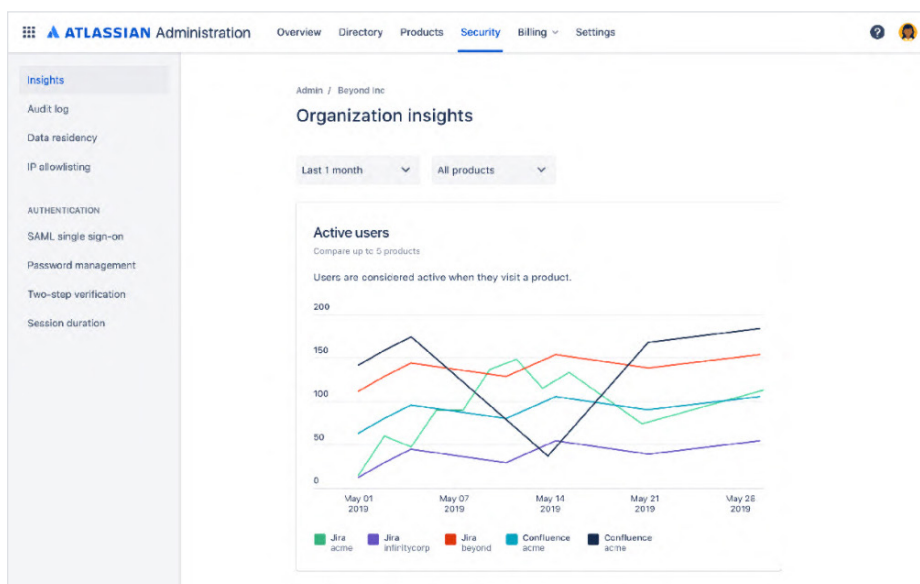 ATLASSIAN Administration
Overview Directory Products Security Billing Settings
Insights
Audit log
Data residency
IP allowlisting
AUTHENTICATION
SAML single sign-on
Password management
Two-step verification
Session duration
Admin / Beyond Inc
Organization insights
Last 1 month All products
Active users
Compare up to 5 products
Users are considered active when they visit a product.
200
150
100
50
0
May 01 May 07 May 14 May 21 May 28
2019 2019 2019 2019 2019
Jira Jira Jira Confluence Confluence
acme infinitycorp beyond acme acme